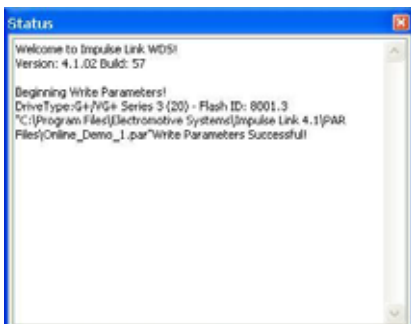 Status
Welcome to Impulse Link WDS!
Version: 4.1.02 Build: 57
Beginning Write Parameters!
DriveType:G+/VG+ Series 3 (20) - Flash ID: 8001.3
"C:\Program Files\Electromotive Systems\Impulse Link 4.1\PAR
Files\Online_Demo_1.par"Write Parameters Successful!